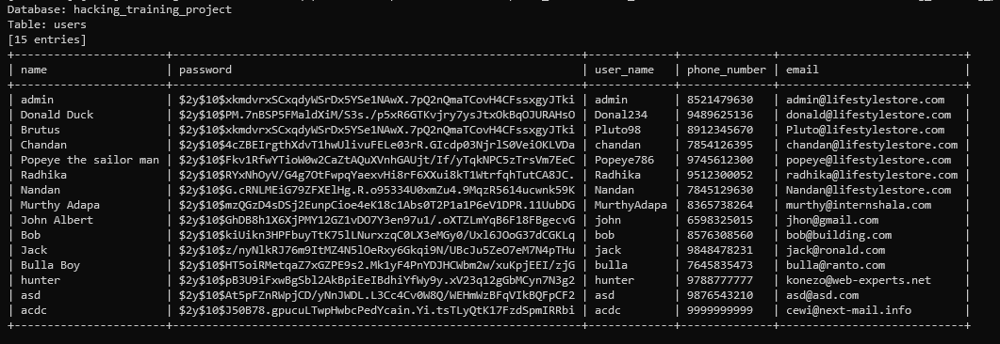 Database: hacking_training_project
Table: users
[15 entries]
| name | password | user_name | phone_number | email |
| admin | $2y$10$xkmdvrxSCxqdyWSrDx5YSe1NAwX.7pQ2nQmaTCovH4CFssxgyJTki | admin | 8521479630 | admin@lifestylestore.com |
| Donald Duck | $2y$10$PM.7nBSP5FMaldXiM/S3s./p5xR6GTKvjry7ysJtxOkBqOJURAHsO | Donal234 | 9489625136 | donald@lifestylestore.com |
| Brutus | $2y$10$xkmdvrxSCxqdyWSrDx5YSe1NAwX.7pQ2nQmaTCovH4CFssxgyJTki | Pluto98 | 8912345670 | Pluto@lifestylestore.com |
| Chandan | $2y$10$4cZBEIrgthXdvT1hwUlivuFELe03rR.GIcdp03NjrlS0VeiOKLVDa | chandan | 7854126395 | chandan@lifestylestore.com |
| Popeye the sailor man | $2y$10$Fkv1RfwYTioW0w2CaZtAQuXVnhGAUjt/If/yTqkNPC5zTrsVm7EeC | Popeye786 | 9745612300 | popeye@lifestylestore.com |
| Radhika | $2y$10$RYxNhOyV/G4g7OtFwpqYaexvHi8rF6XXui8kT1WtrfqhTutCA8JC. | Radhika | 9512300052 | radhika@lifestylestore.com |
| Nandan | $2y$10$G.cRNLMEiG79ZFXElHg.R.o95334U0xmZu4.9MqzR5614ucwnk59K | Nandan | 7845129630 | Nandan@lifestylestore.com |
| Murthy Adapa | $2y$10$mzQGzD4sDSj2EunpCioe4eK18c1Abs0T2P1a1P6eV1DPR.11UubDG | MurthyAdapa | 8365738264 | murthy@internshala.com |
| John Albert | $2y$10$GhDB8h1X6XjPMY12GZ1vDO7Y3en97u1/.oXTZLmYqB6F18FBgecvG | john | 6598325015 | jhon@gmail.com |
| Bob | $2y$10$kiUikn3HPFbuyTtK75lLNurxzqC0LX3eMGy0/Uxl6JOoG37dCGKLq | bob | 8576308560 | bob@building.com |
| Jack | $2y$10$z/nyNlkRJ76m9ItMZ4N5lOeRxy6Gkqi9N/UBcJu5ZeO7eM7N4pTHu | jack | 9848478231 | jack@ronald.com |
| Bulla Boy | $2y$10$HT5oiRMetqaZ7xGZPE9s2.Mk1yF4PnYDJHCWbm2w/xuKpjEEI/zjG | bulla | 7645835473 | bulla@ranto.com |
| hunter | $2y$10$pB3U9iFxwBgSbl2AkBpiEeIBdhiYfWy9y.xV23q12gGbMCyn7N3g2 | hunter | 9788777777 | konezo@web-experts.net |
| asd | $2y$10$At5pFZnRWpjCD/yNnJWDL.L3Cc4Cv0W8Q/WEHmWzBFqVIkBQFpCF2 | asd | 9876543210 | asd@asd.com |
| acdc | $2y$10$J50B78.gpucuLTwpHwbcPedYcain.Yi.tsTLyQtK17FzdSpmIRRbi | acdc | 9999999999 | cewi@next-mail.info |